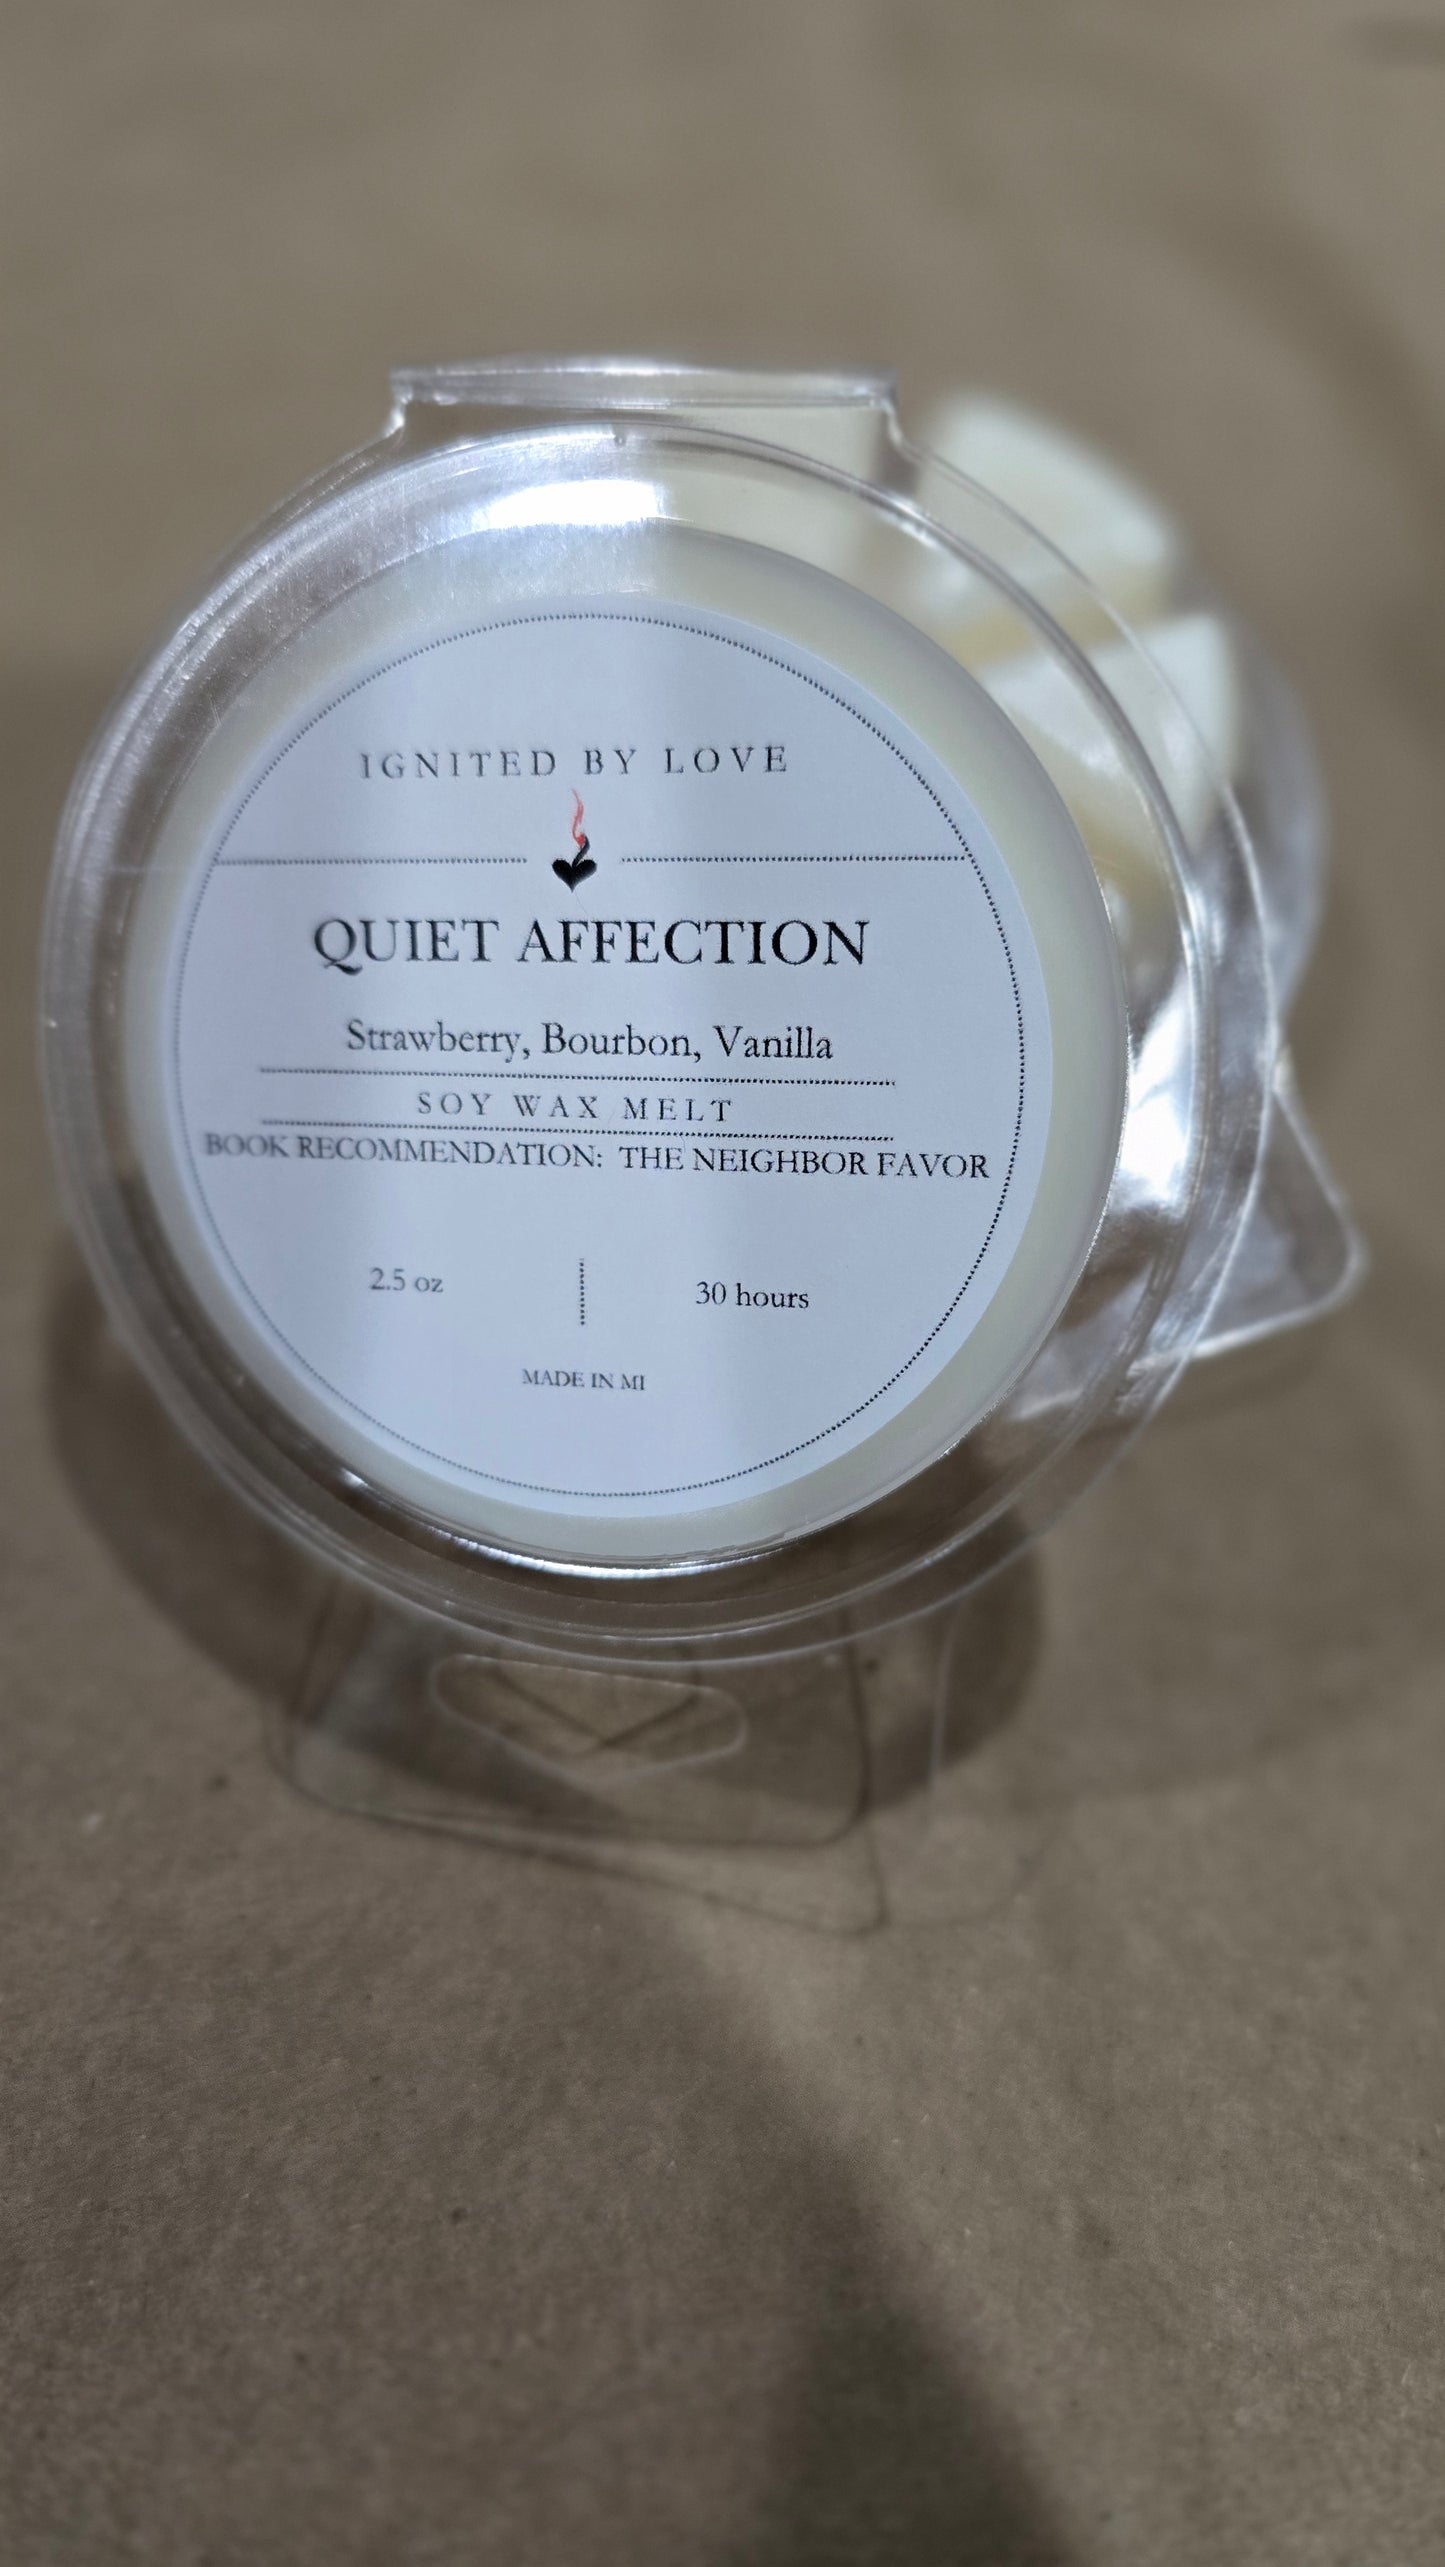 IGNITED BY LOVE
QUIET AFFECTION
Strawberry, Bourbon, Vanilla
SOY WAX MELT
BOOK RECOMMENDATION: THE NEIGHBOR FAVOR
2.5 oz
30 hours
MADE IN MI